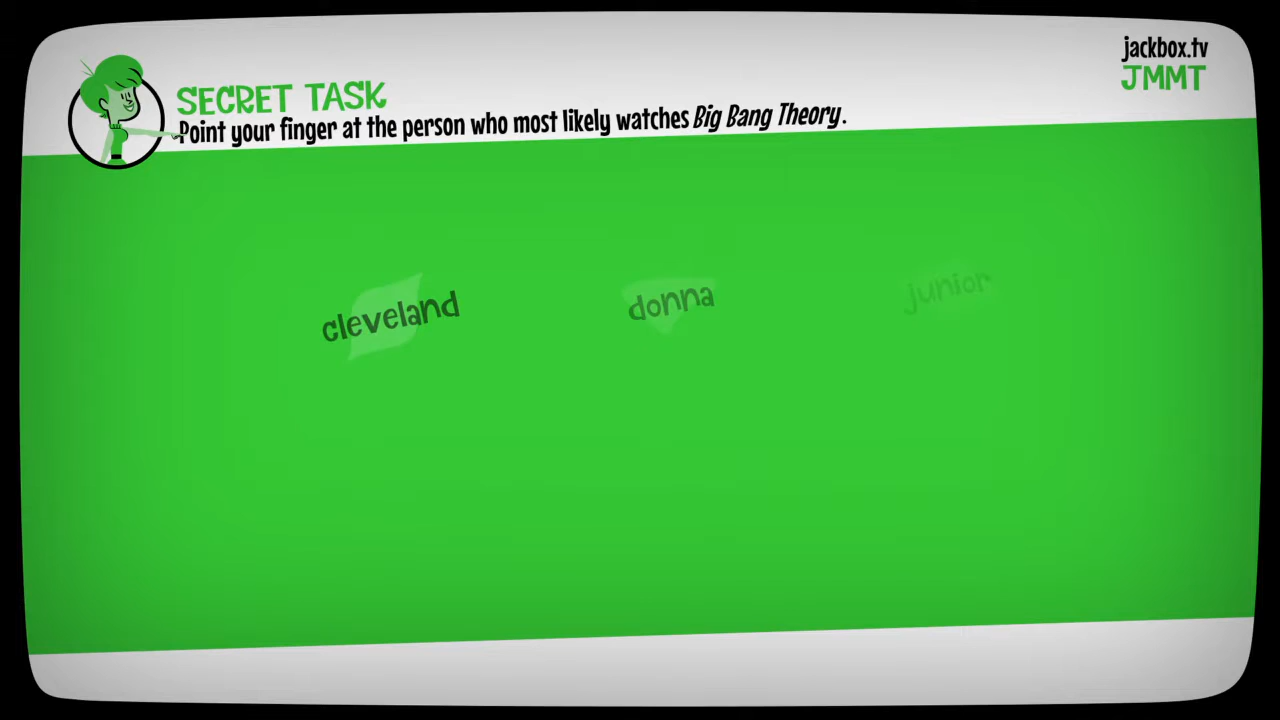 jackbox.tv
JMMT
SECRET TASK
Point your finger at the person who most likely watches Big Bang Theory.
cleveland
donna
junior